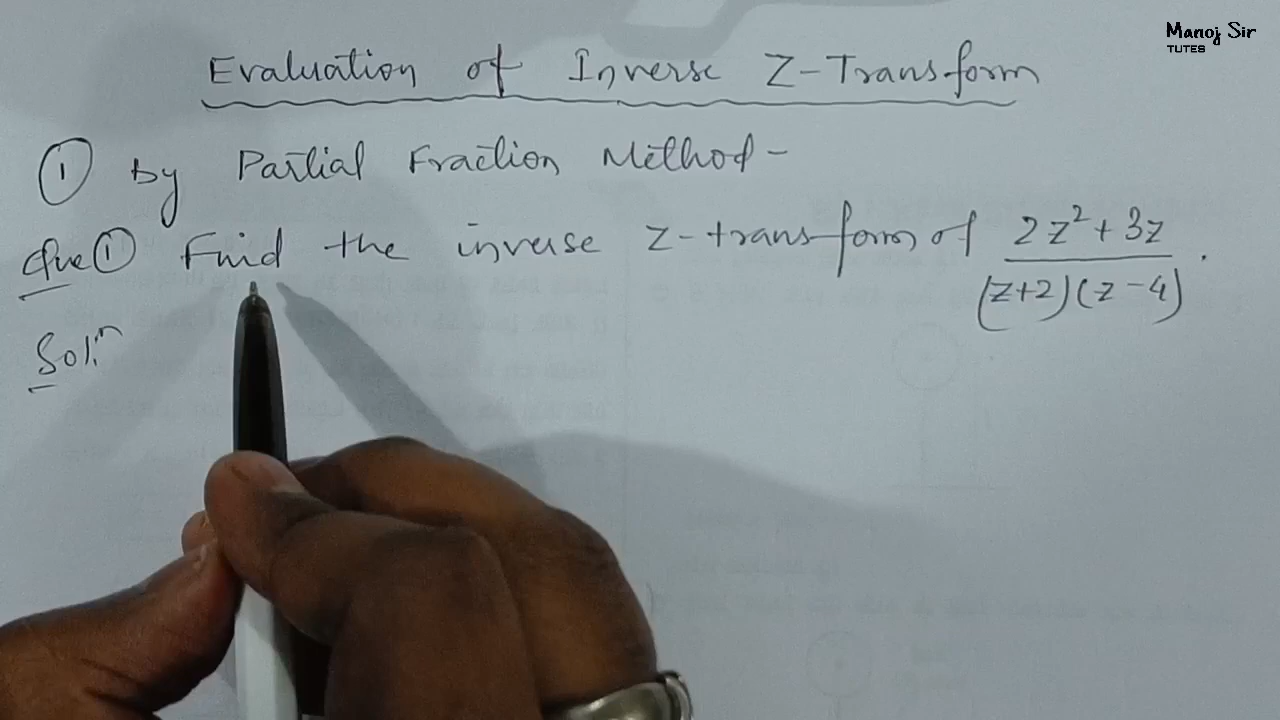 Manoj Sir
TUTES
Evaluation of Inverse Z-Transform
① By Partial Fraction Method-
Que① Find the inverse z-transform of (2z²+3z)/((z+2)(z-4)).
Solⁿ